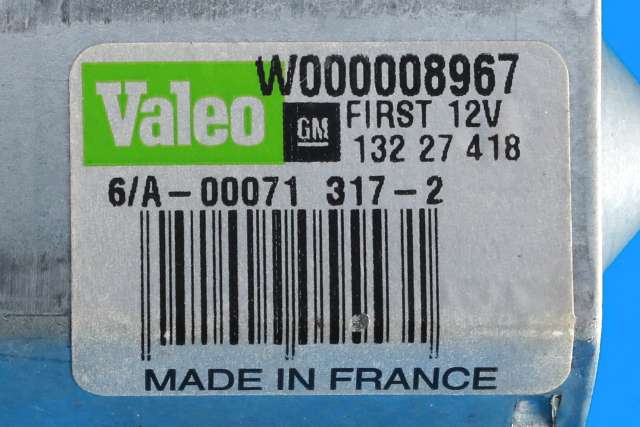 Valeo
W000008967
GM
FIRST 12V
132 27 418
6/A-00071 317-2
MADE IN FRANCE